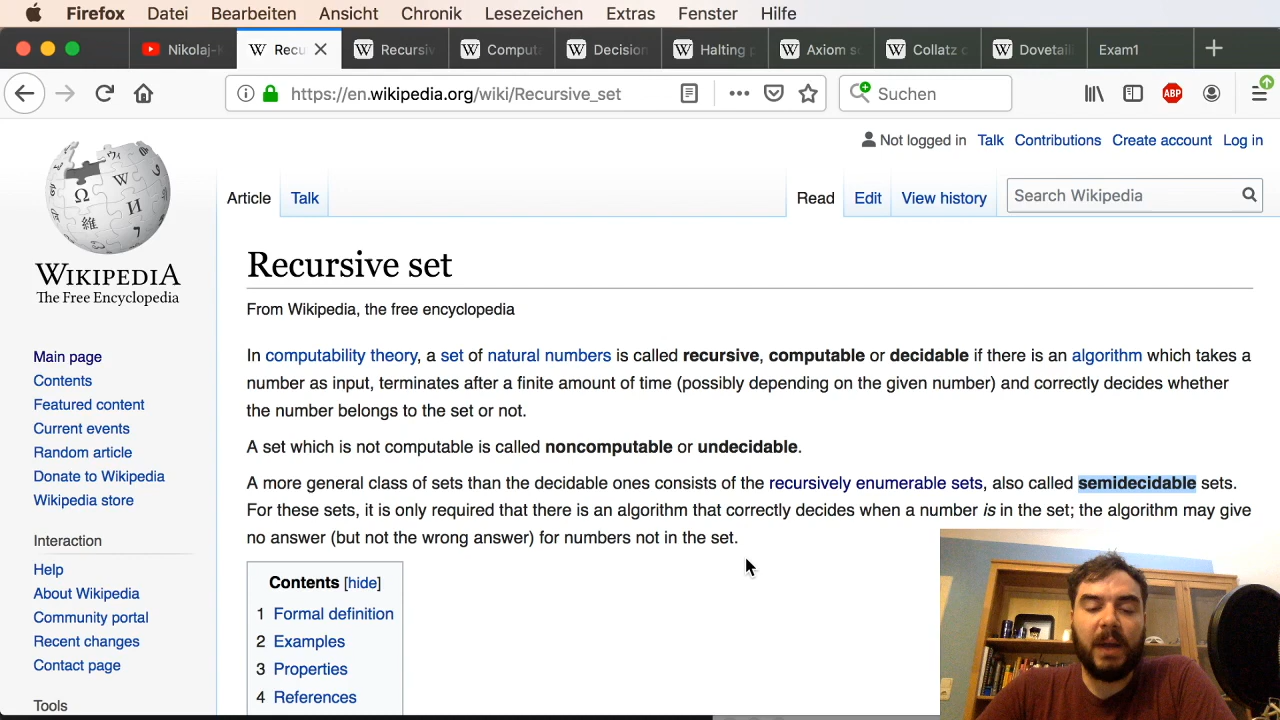 Firefox Datei Bearbeiten Ansicht Chronik Lesezeichen Extras Fenster Hilfe
Nikolaj-K Recu Recursiv Compute Decision Halting p Axiom s Collatz c Dovetail Exam1
https://en.wikipedia.org/wiki/Recursive_set Suchen ABP
Not logged in Talk Contributions Create account Log in
Article Talk Read Edit View history Search Wikipedia
WIKIPEDIA
The Free Encyclopedia
Main page
Contents
Featured content
Current events
Random article
Donate to Wikipedia
Wikipedia store
Interaction
Help
About Wikipedia
Community portal
Recent changes
Contact page
Tools
Recursive set
From Wikipedia, the free encyclopedia
In computability theory, a set of natural numbers is called recursive, computable or decidable if there is an algorithm which takes a
number as input, terminates after a finite amount of time (possibly depending on the given number) and correctly decides whether
the number belongs to the set or not.
A set which is not computable is called noncomputable or undecidable.
A more general class of sets than the decidable ones consists of the recursively enumerable sets, also called semidecidable sets.
For these sets, it is only required that there is an algorithm that correctly decides when a number is in the set; the algorithm may give
no answer (but not the wrong answer) for numbers not in the set.
Contents [hide]
1 Formal definition
2 Examples
3 Properties
4 References